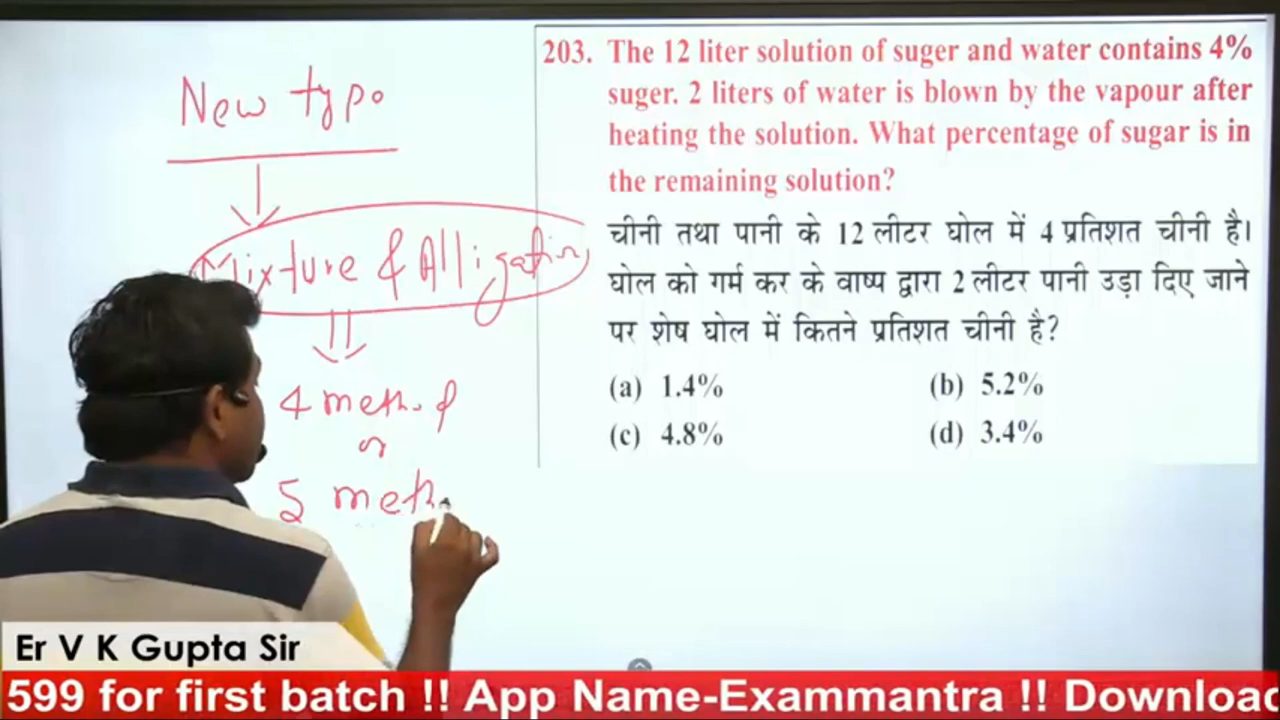 New type
Mixture & Alligation
4 method
or
5 meth
203. The 12 liter solution of suger and water contains 4%
suger. 2 liters of water is blown by the vapour after
heating the solution. What percentage of sugar is in
the remaining solution?
चीनी तथा पानी के 12 लीटर घोल में 4 प्रतिशत चीनी है।
घोल को गर्म कर के वाष्प द्वारा 2 लीटर पानी उड़ा दिए जाने
पर शेष घोल में कितने प्रतिशत चीनी है?
(a) 1.4% (b) 5.2%
(c) 4.8% (d) 3.4%
Er V K Gupta Sir
599 for first batch !! App Name-Exammantra !! Download